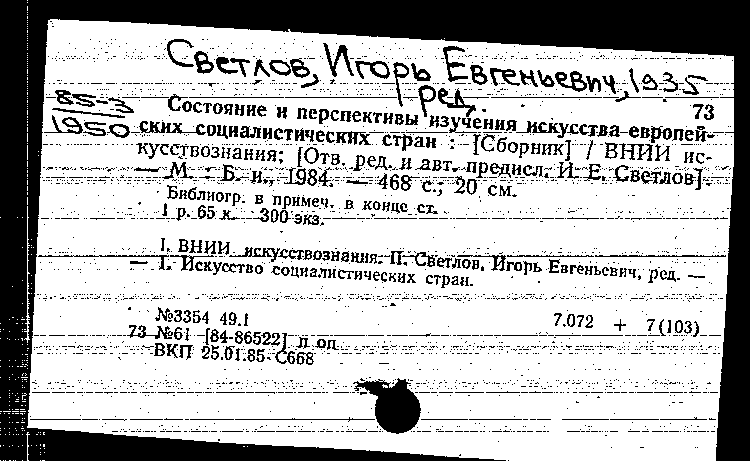 Светлов, Игорь Евгеньевич, 1935
ред.
85-3
1950
73
Состояние и перспективы изучения искусства европей-
ских социалистических стран : [Сборник] / ВНИИ ис-
кусствознания; [Отв. ред. и авт. предисл. И. Е. Светлов].
— М. : Б. и., 1984. — 468 с.; 20 см.
Библиогр. в примеч. в конце ст.
1 р. 65 к. 300 экз.
I. ВНИИ искусствознания. II. Светлов, Игорь Евгеньевич, ред. —
— 1. Искусство социалистических стран.
№3354 49.1
7.072 + 7(103)
73 №61 [84-86522] п оп
ВКП 25.01.85 С668